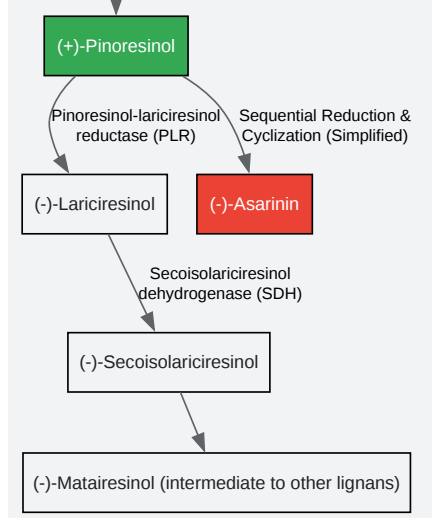 (+)-Pinoresinol
Pinoresinol-lariciresinol
reductase (PLR)
Sequential Reduction &
Cyclization (Simplified)
(-)-Lariciresinol
(-)-Asarinin
Secoisolariciresinol
dehydrogenase (SDH)
(-)-Secoisolariciresinol
(-)-Matairesinol (intermediate to other lignans)